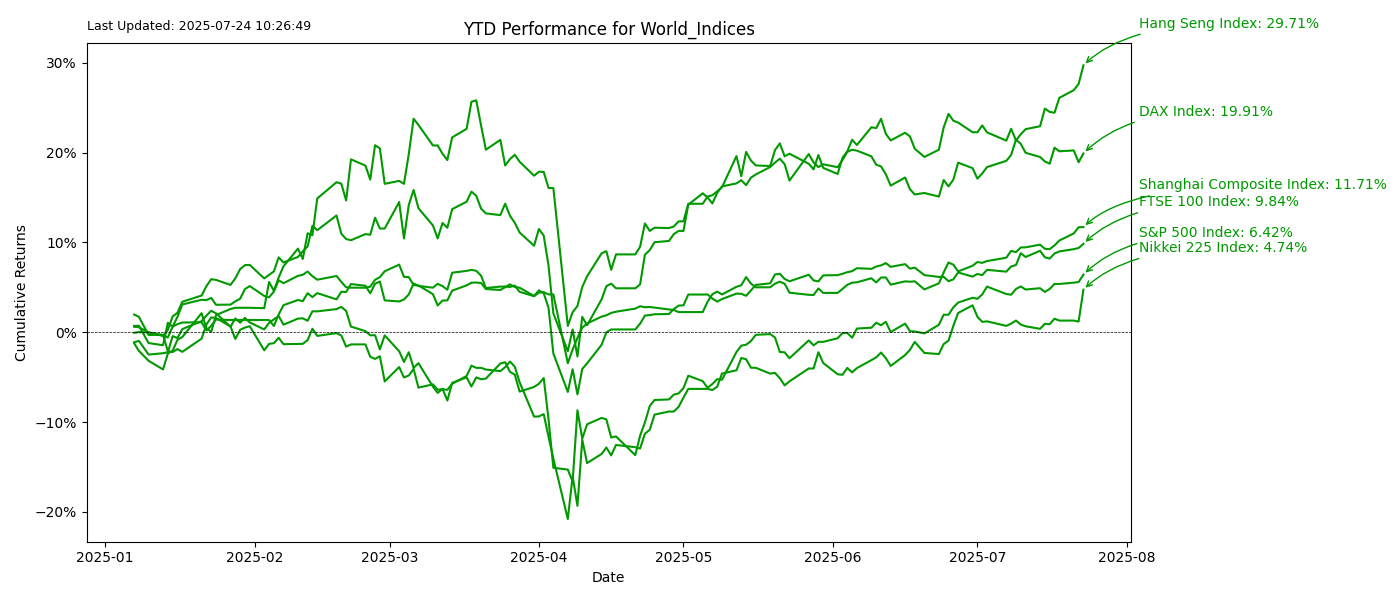 Last Updated: 2025-07-24 10:26:49
YTD Performance for World_Indices
Hang Seng Index: 29.71%
DAX Index: 19.91%
Shanghai Composite Index: 11.71%
FTSE 100 Index: 9.84%
S&P 500 Index: 6.42%
Nikkei 225 Index: 4.74%
Cumulative Returns
30%
20%
10%
0%
−10%
−20%
2025-01 2025-02 2025-03 2025-04 2025-05 2025-06 2025-07 2025-08
Date